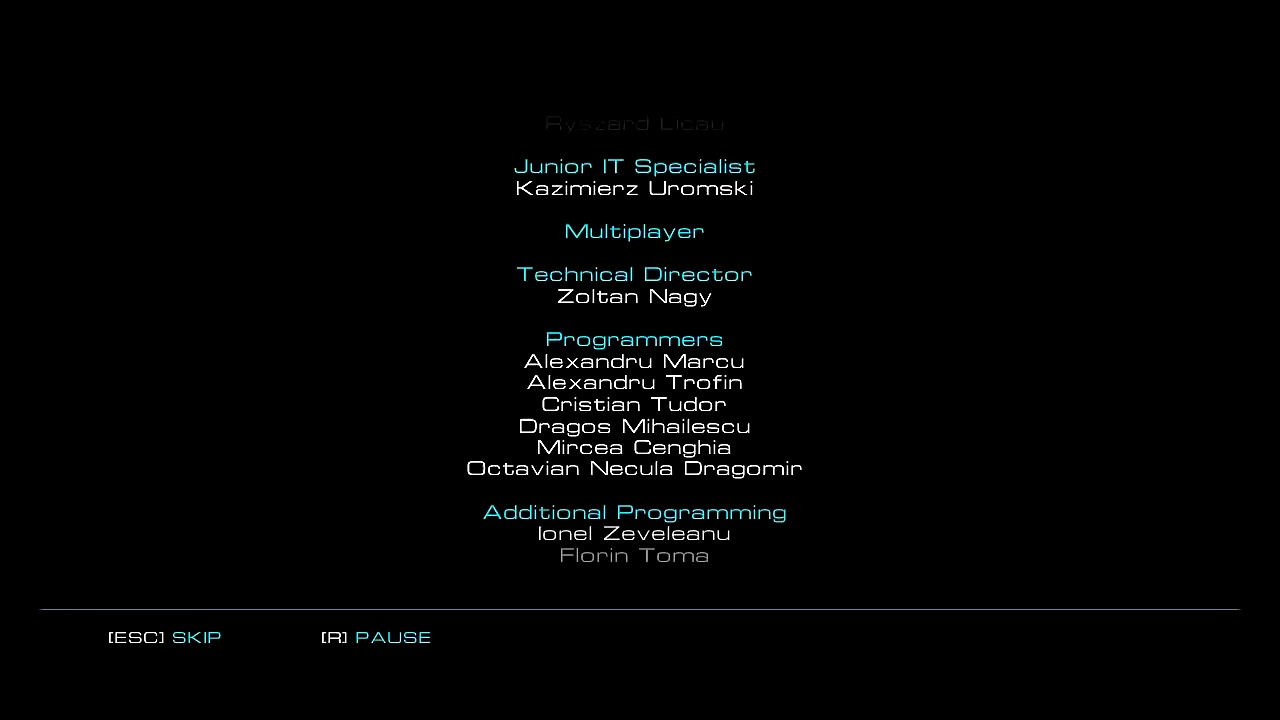 Ryszard Licau
Junior IT Specialist
Kazimierz Uromski
Multiplayer
Technical Director
Zoltan Nagy
Programmers
Alexandru Marcu
Alexandru Trofin
Cristian Tudor
Dragos Mihailescu
Mircea Cenghia
Octavian Necula Dragomir
Additional Programming
Ionel Zeveleanu
Florin Toma
[ESC] SKIP [R] PAUSE